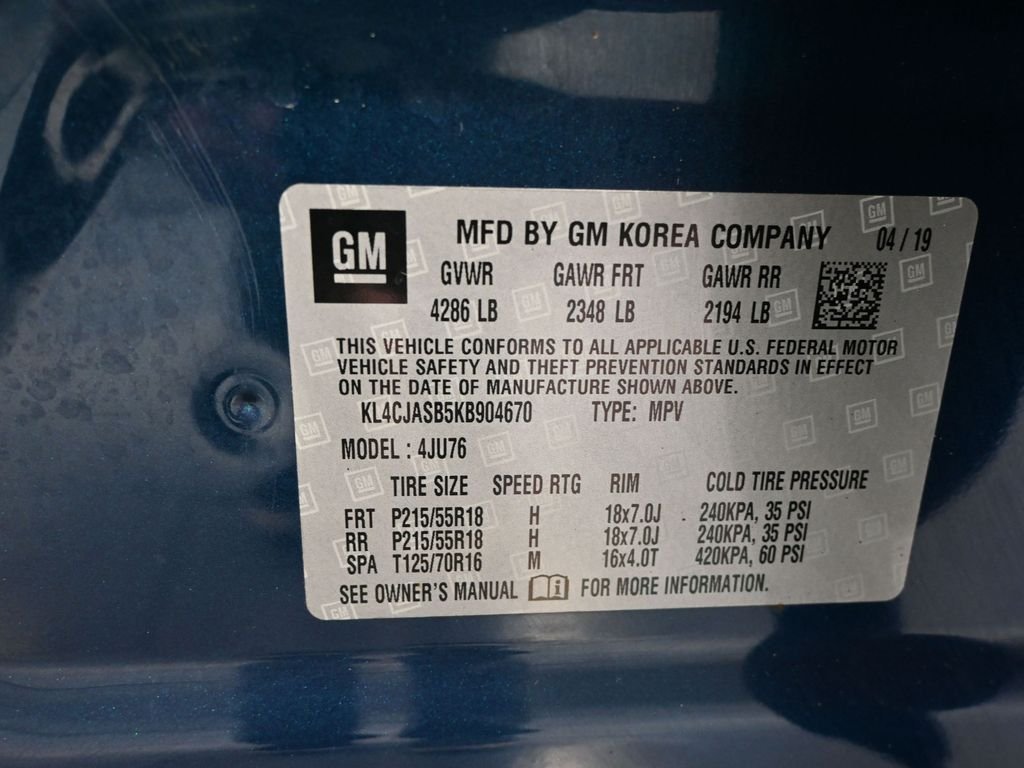 GM MFD BY GM KOREA COMPANY 04 / 19
GVWR GAWR FRT GAWR RR
4286 LB 2348 LB 2194 LB
THIS VEHICLE CONFORMS TO ALL APPLICABLE U.S. FEDERAL MOTOR
VEHICLE SAFETY AND THEFT PREVENTION STANDARDS IN EFFECT
ON THE DATE OF MANUFACTURE SHOWN ABOVE.
KL4CJASB5KB904670 TYPE: MPV
MODEL : 4JU76
TIRE SIZE SPEED RTG RIM COLD TIRE PRESSURE
FRT P215/55R18 H 18x7.0J 240KPA, 35 PSI
RR P215/55R18 H 18x7.0J 240KPA, 35 PSI
SPA T125/70R16 M 16x4.0T 420KPA, 60 PSI
SEE OWNER'S MANUAL FOR MORE INFORMATION.